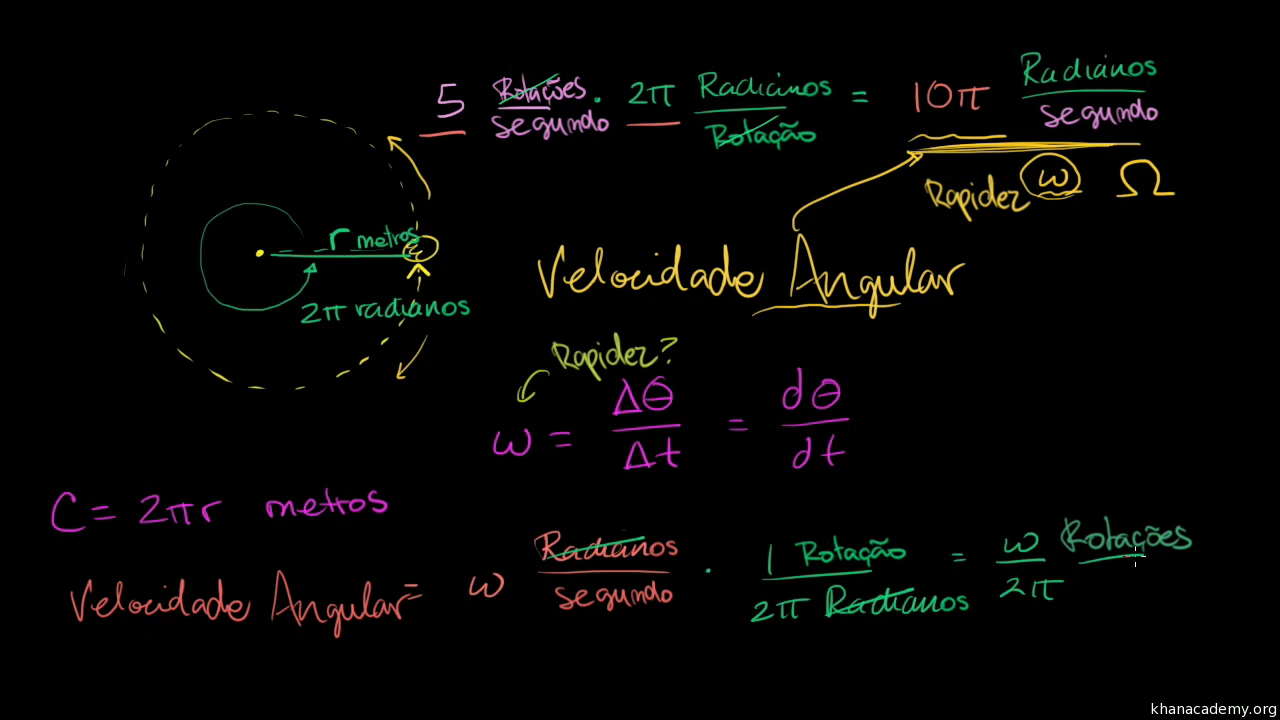 5 Rotações/segundo · 2π Radianos/Rotação = 10π Radianos/segundo
Rapidez ω Ω
r metros
2π radianos
Velocidade Angular
Rapidez?
ω = Δθ/Δt = dθ/dt
C = 2πr metros
Velocidade Angular = ω Radianos/segundo · 1 Rotação/2π Radianos = ω/2π Rotações
khanacademy.org